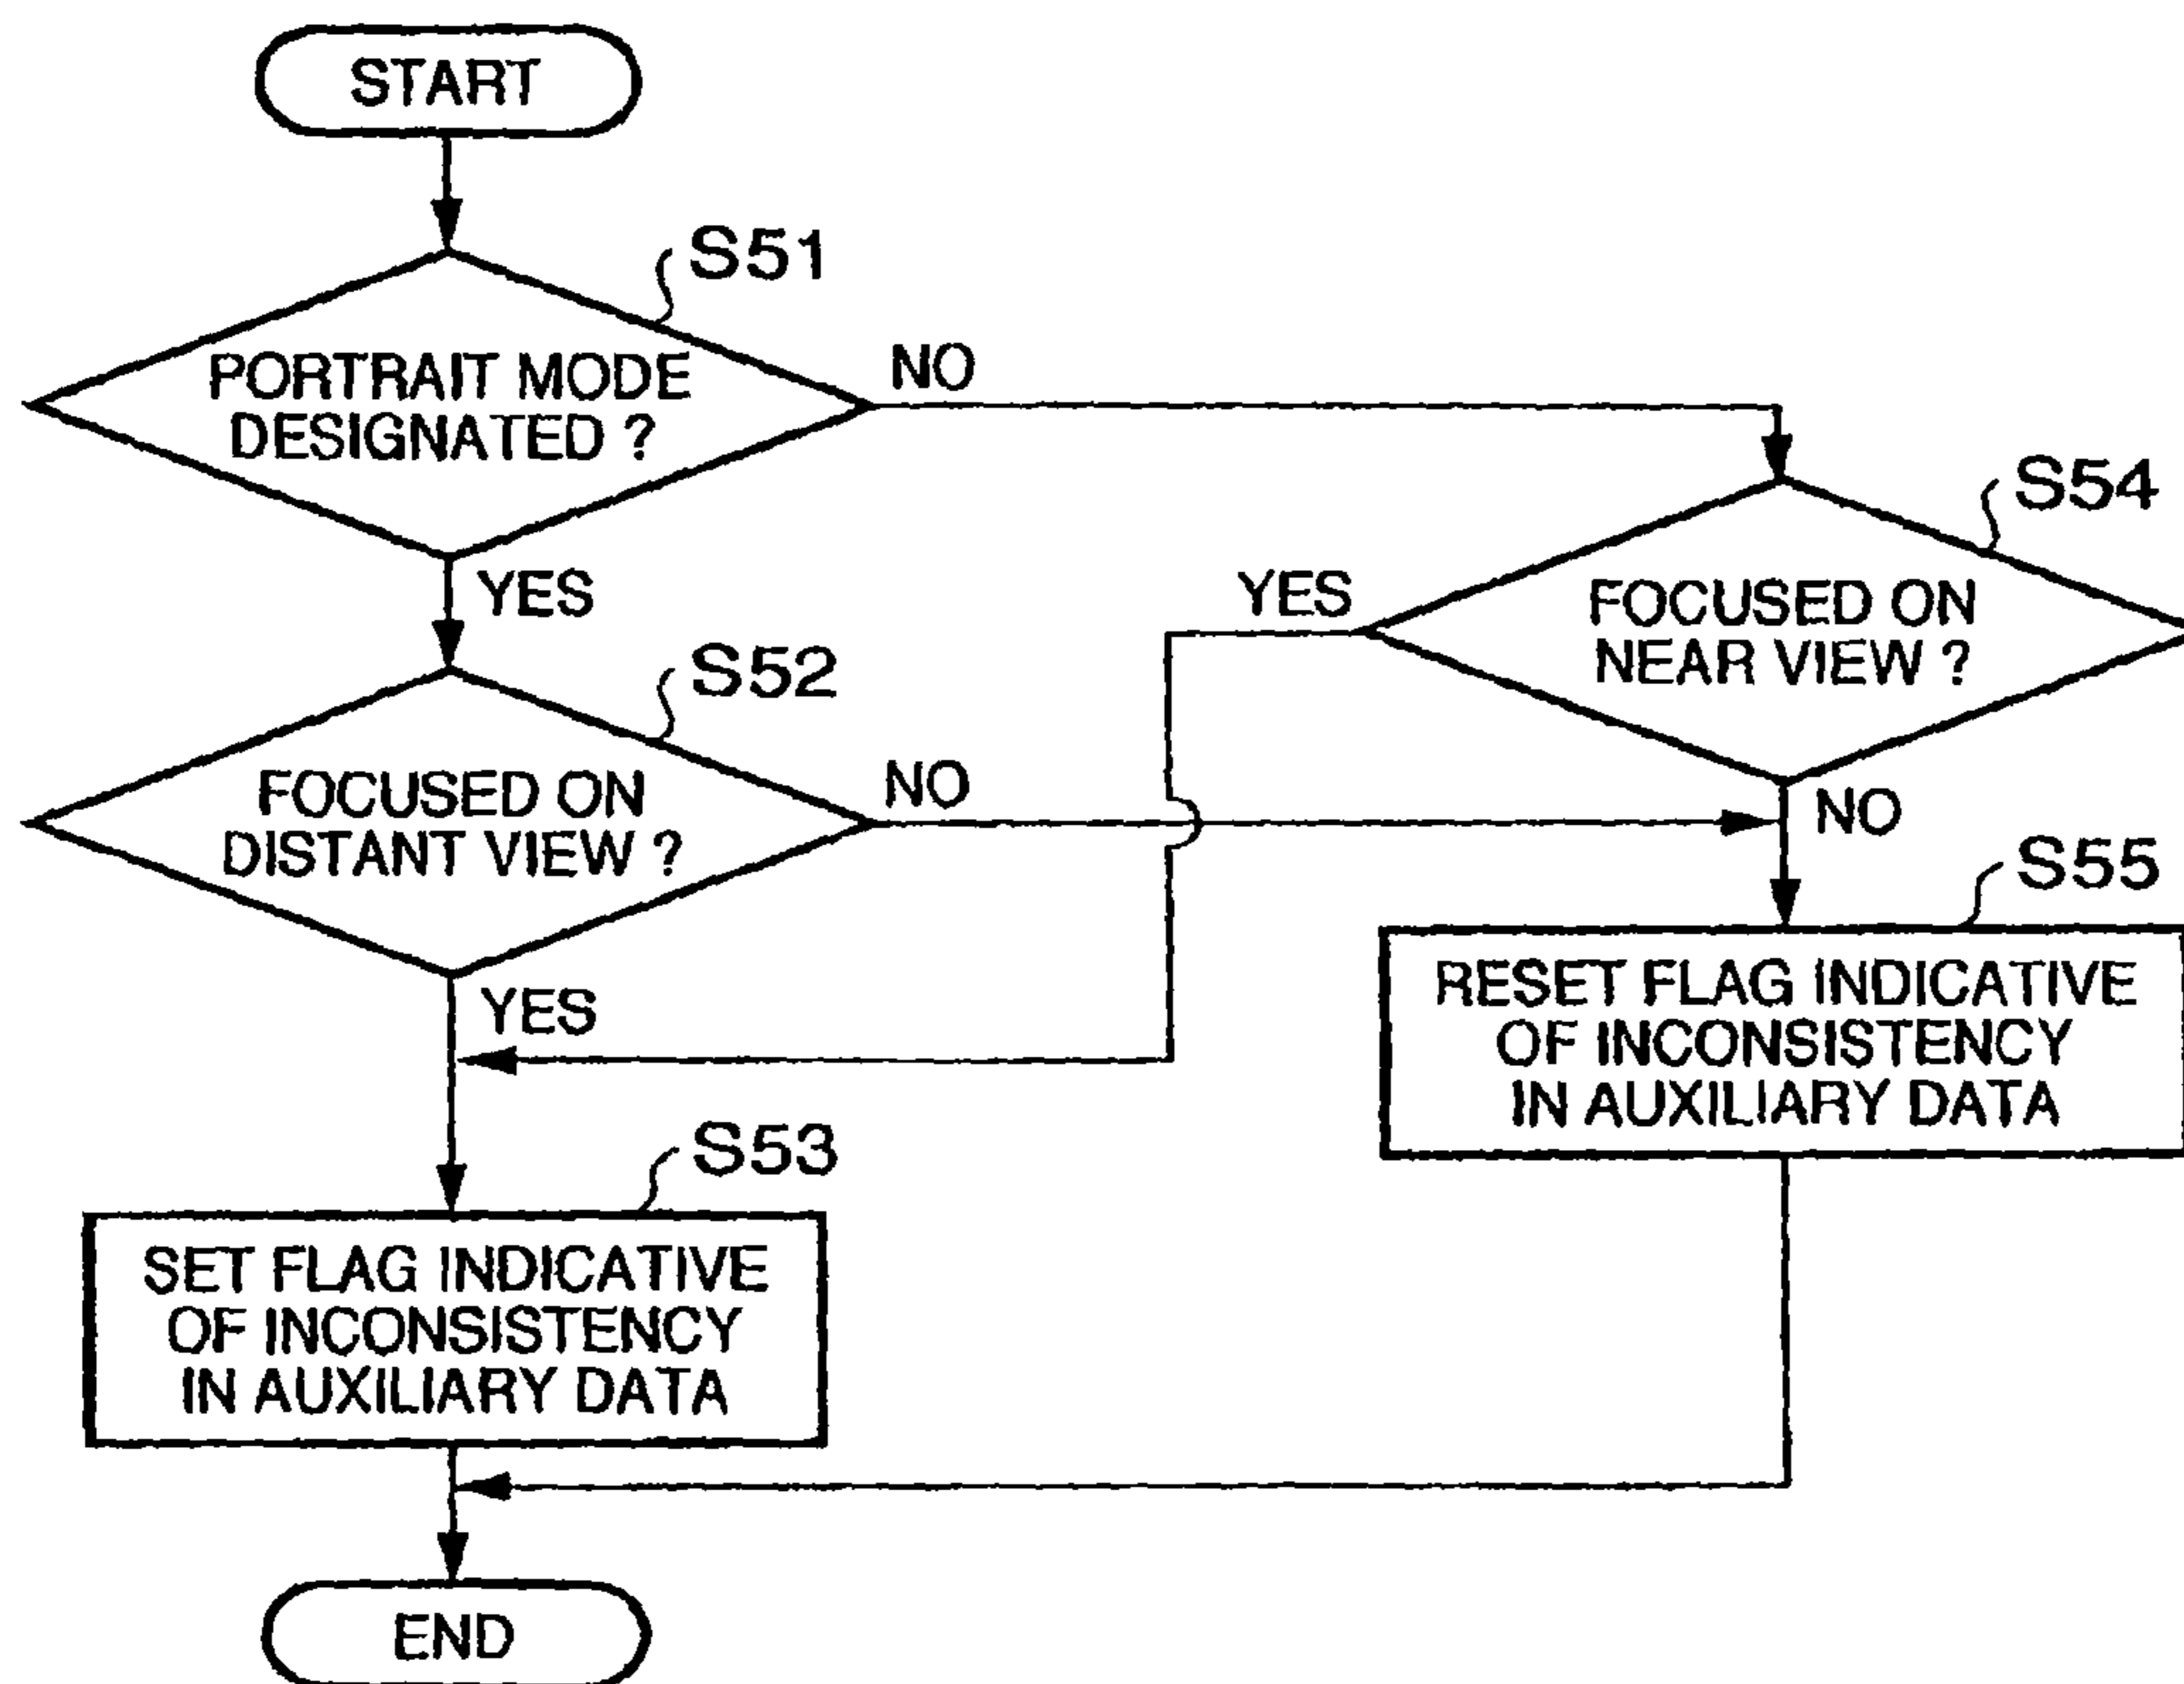 START
S51
PORTRAIT MODE
DESIGNATED ?
NO
YES
S52
FOCUSED ON
DISTANT VIEW ?
NO
YES
S53
SET FLAG INDICATIVE
OF INCONSISTENCY
IN AUXILIARY DATA
S54
FOCUSED ON
NEAR VIEW ?
YES
NO
S55
RESET FLAG INDICATIVE
OF INCONSISTENCY
IN AUXILIARY DATA
END